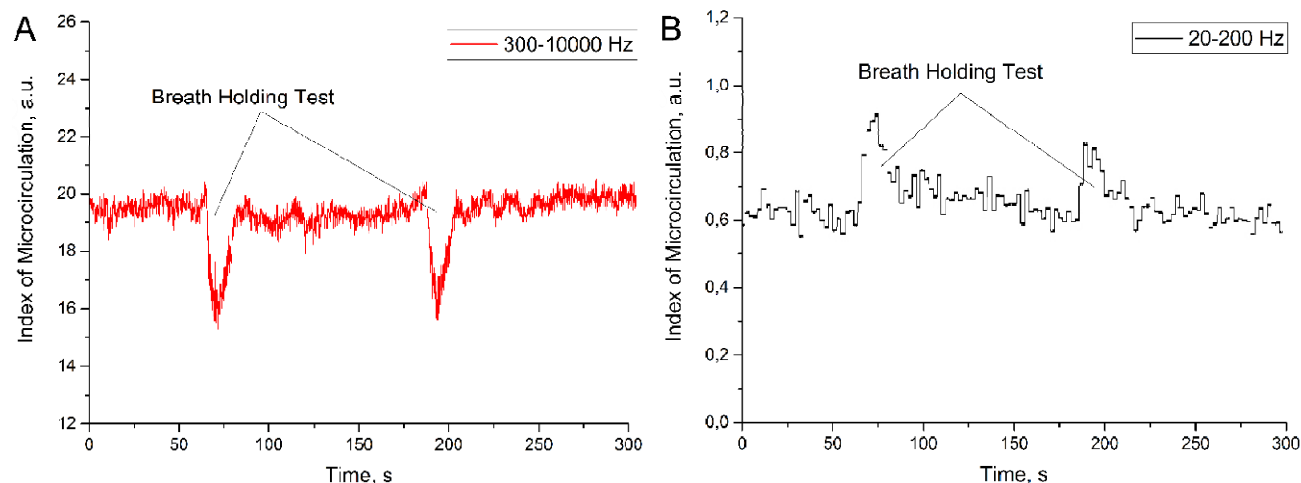 A
300-10000 Hz
Breath Holding Test
Index of Microcirculation, a.u.
26
24
22
20
18
16
14
12
0
50
100
150
200
250
300
Time, s
B
20-200 Hz
Breath Holding Test
Index of Microcirculation, a.u.
1,2
1,0
0,8
0,6
0,4
0,2
0,0
0
50
100
150
200
250
300
Time, s